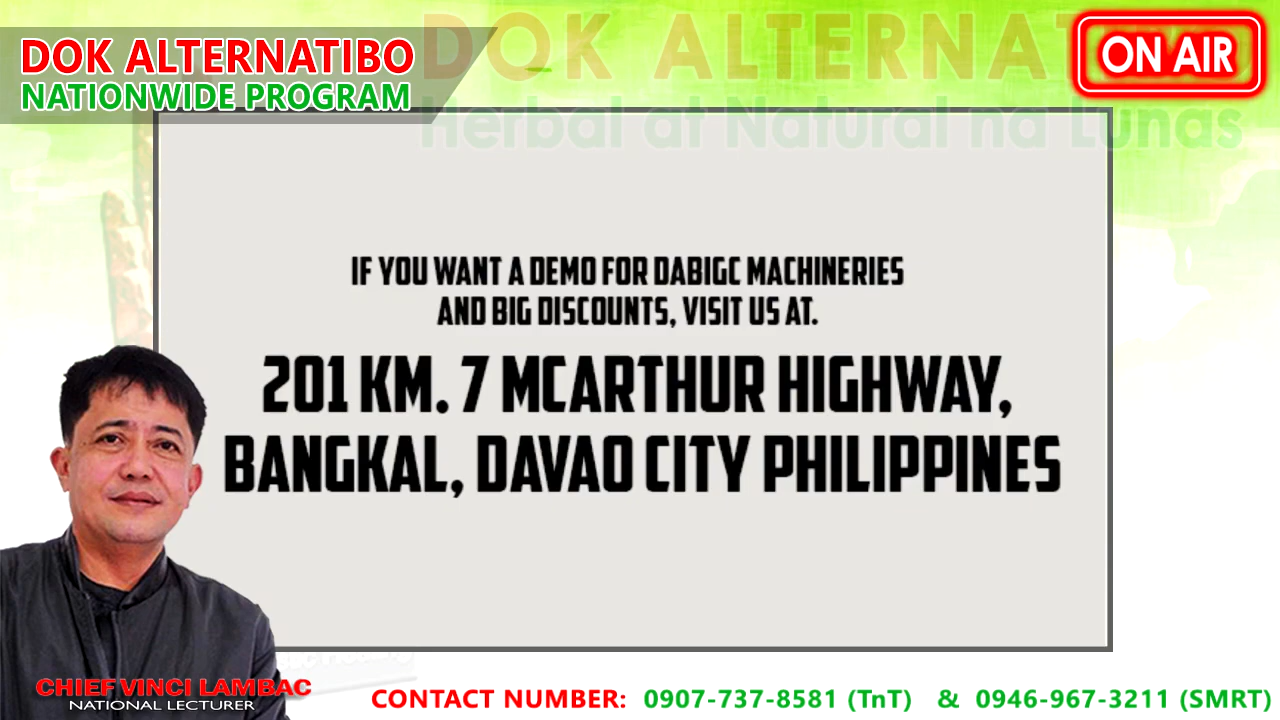 DOK ALTERNAT
ON AIR
DOK ALTERNATIBO
NATIONWIDE PROGRAM
Herbal at Natural na Lunas
IF YOU WANT A DEMO FOR DABIGC MACHINERIES
AND BIG DISCOUNTS, VISIT US AT.
201 KM. 7 MCARTHUR HIGHWAY,
BANGKAL, DAVAO CITY PHILIPPINES
CHIEF VINCI LAMBAC
NATIONAL LECTURER
CONTACT NUMBER: 0907-737-8581 (TnT) & 0946-967-3211 (SMRT)